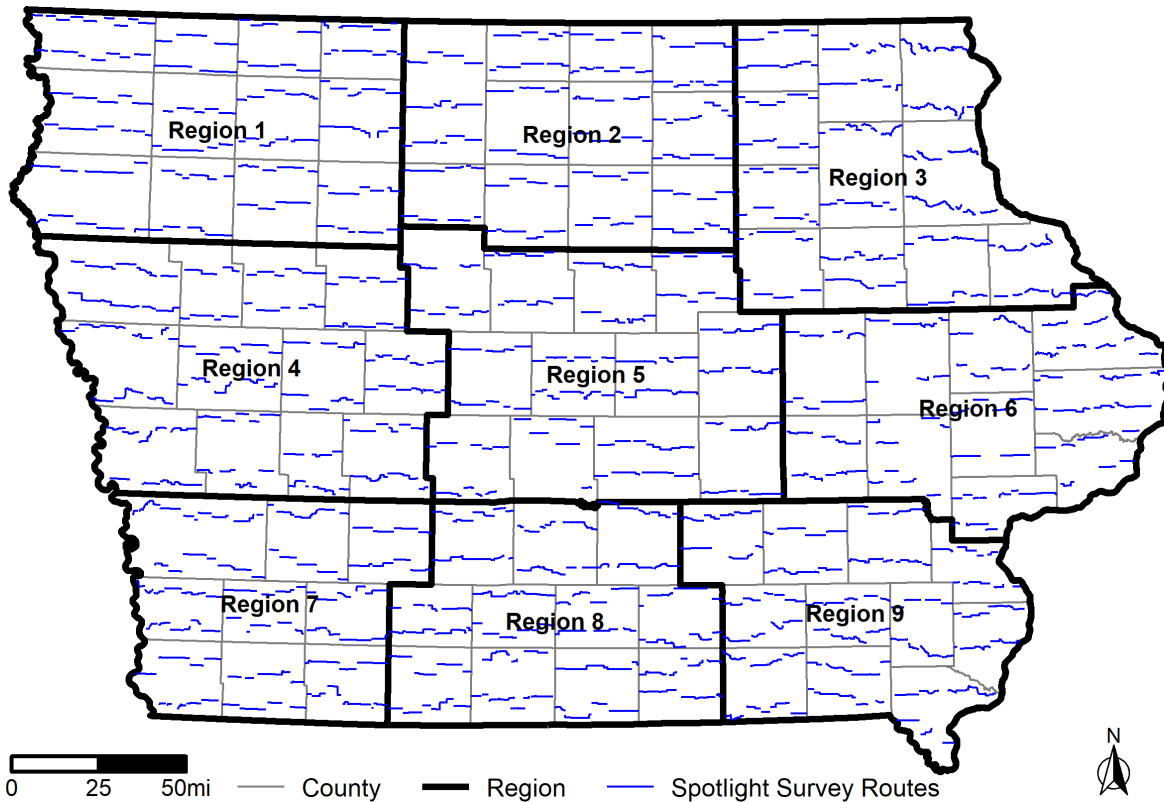 Region 1
Region 2
Region 3
Region 4
Region 5
Region 6
Region 7
Region 8
Region 9
N
0 25 50mi County Region Spotlight Survey Routes